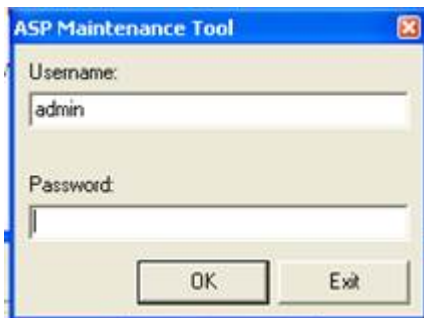 ASP Maintenance Tool
Username:
admin
Password:
OK Exit